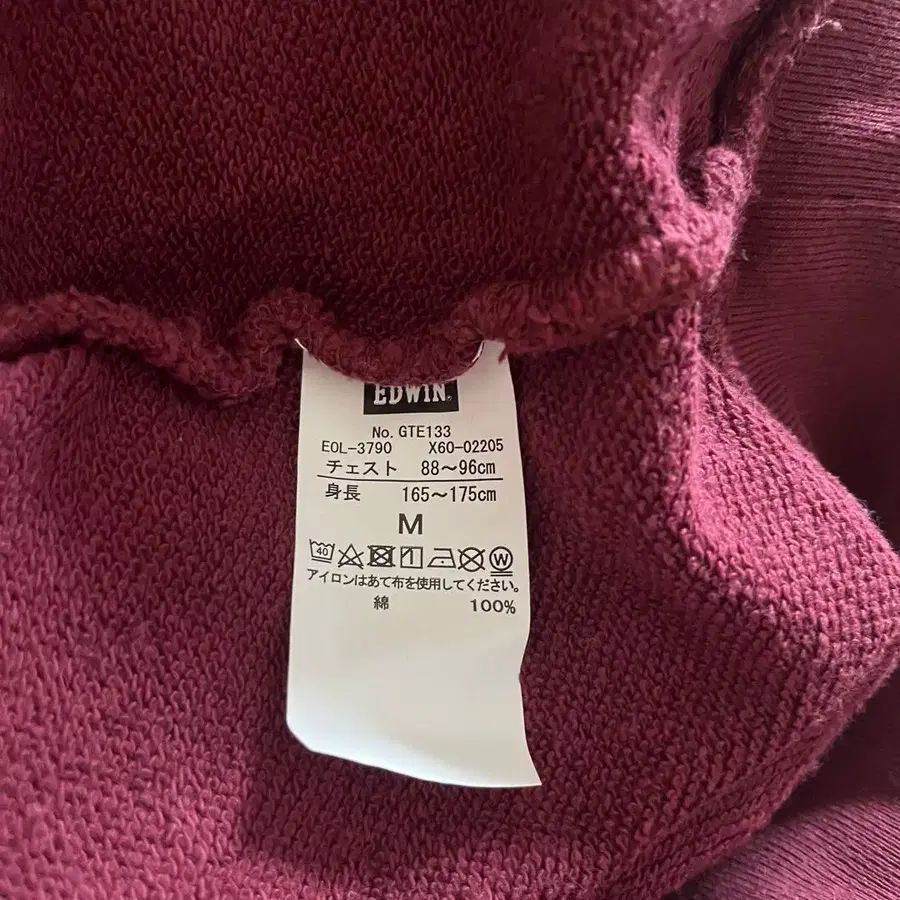 EDWIN
No. GTE133
EOL-3790 X60-02205
チェスト 88～96cm
身長 165～175cm
M
40 W
アイロンはあて布を使用してください。
綿 100%